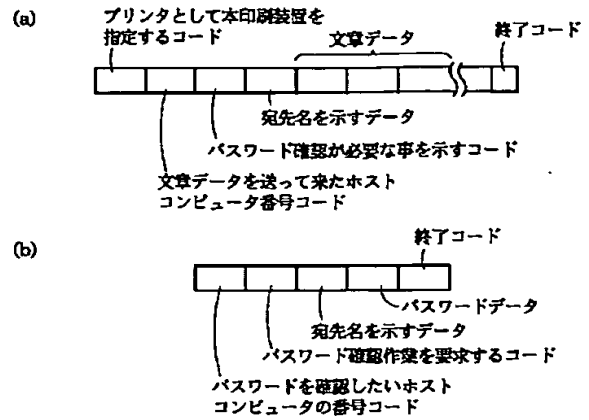 (a)
プリンタとして本印刷装置を
指定するコード
文章データ
終了コード
宛先名を示すデータ
パスワード確認が必要な事を示すコード
文章データを送って来たホスト
コンピュータ番号コード
(b)
終了コード
パスワードデータ
宛先名を示すデータ
パスワード確認作業を要求するコード
パスワードを確認したいホスト
コンピュータの番号コード